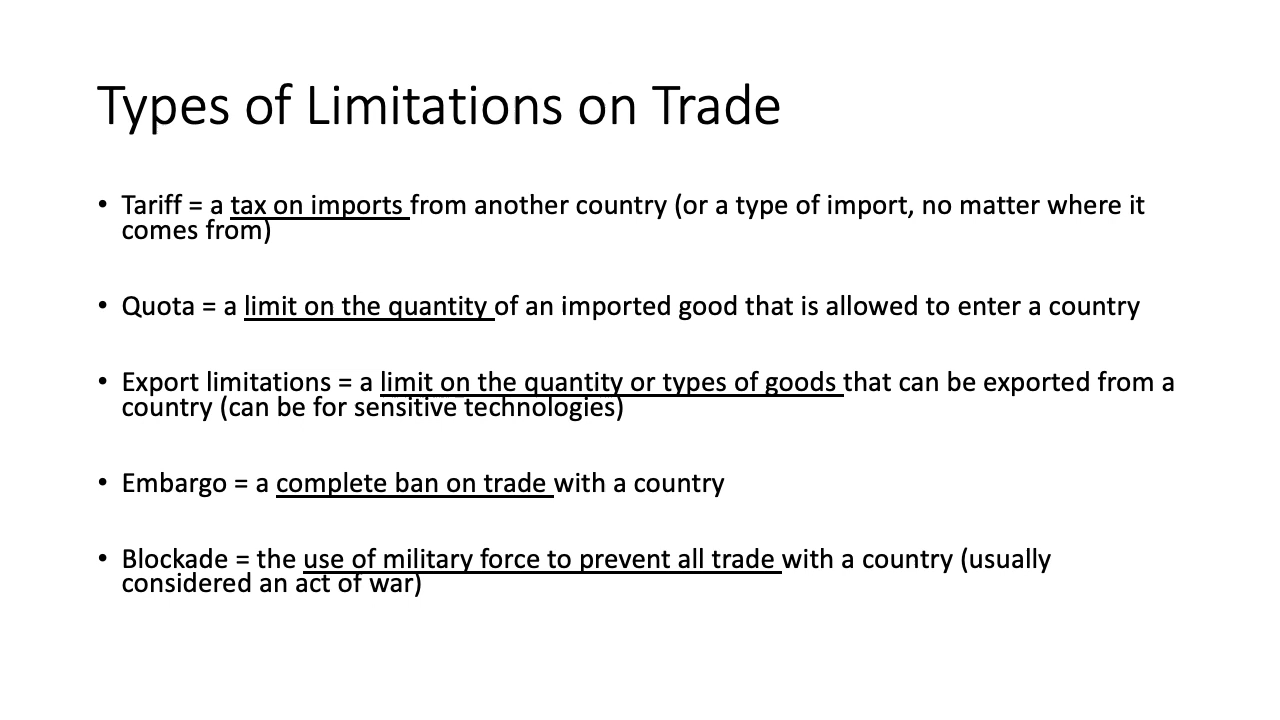 Types of Limitations on Trade
• Tariff = a tax on imports from another country (or a type of import, no matter where it
comes from)
• Quota = a limit on the quantity of an imported good that is allowed to enter a country
• Export limitations = a limit on the quantity or types of goods that can be exported from a
country (can be for sensitive technologies)
• Embargo = a complete ban on trade with a country
• Blockade = the use of military force to prevent all trade with a country (usually
considered an act of war)